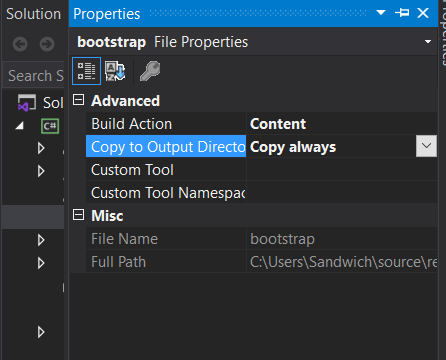 Solution
Properties
bootstrap File Properties
Search S
Sol
C#
Advanced
Build Action Content
Copy to Output Directo Copy always
Custom Tool
Custom Tool Namespac
Misc
File Name bootstrap
Full Path C:\Users\Sandwich\source\re
Properties